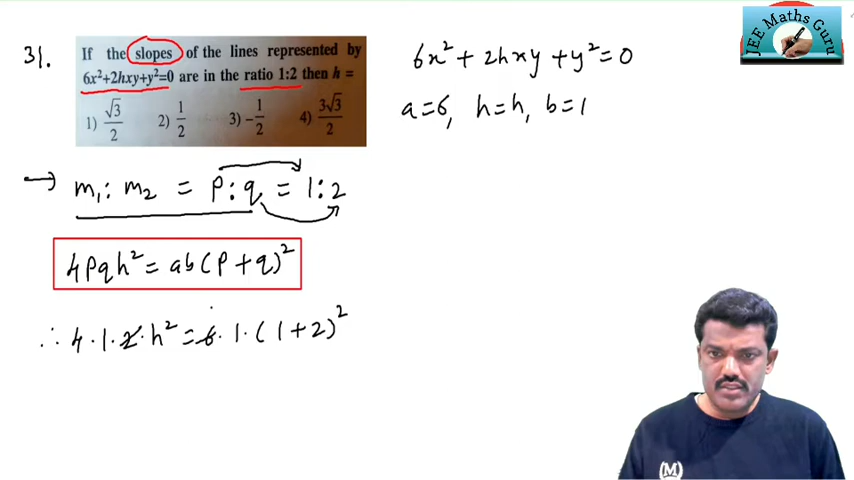 31.
If the slopes of the lines represented by
6x²+2hxy+y²=0 are in the ratio 1:2 then h =
1) √3/2 2) 1/2 3) -1/2 4) 3√3/2
6x² + 2hxy + y² = 0
a=6, h=h, b=1
→ m₁ : m₂ = P : q = 1 : 2
4Pqh² = ab(P+q)²
∴ 4·1·2·h² = 6·1·(1+2)²
JEE Maths Guru
(M)